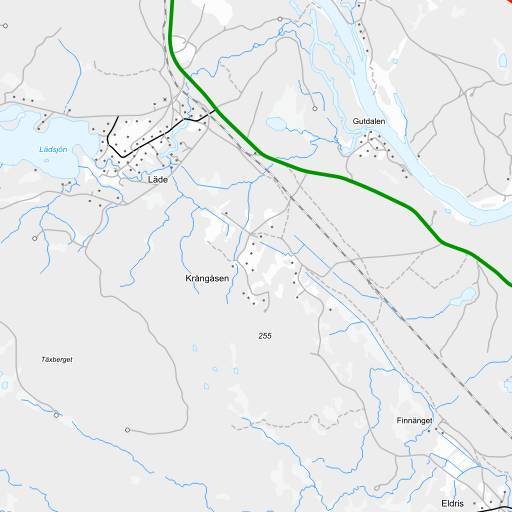 Gutdalen
Lädsjön
Läde
Krångåsen
255
Täxberget
Finnänget
Eldris